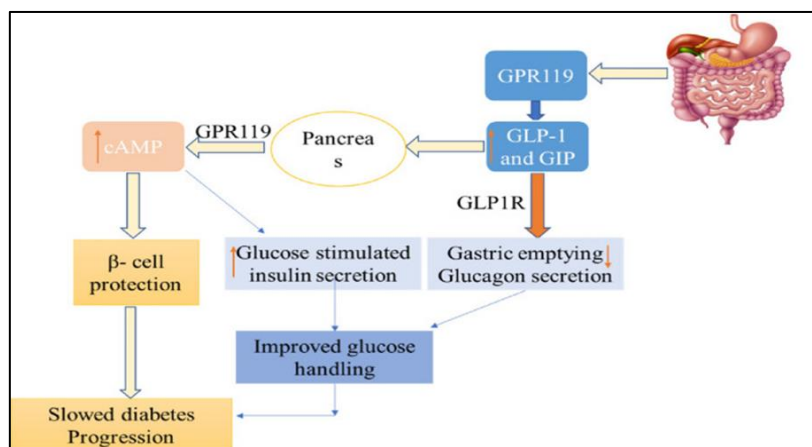 GPR119
GPR119
↑cAMP
Pancrea
s
↑GLP-1
and GIP
GLP1R
β- cell
protection
↑Glucose stimulated
insulin secretion
Gastric emptying↓
Glucagon secretion
Improved glucose
handling
Slowed diabetes
Progression